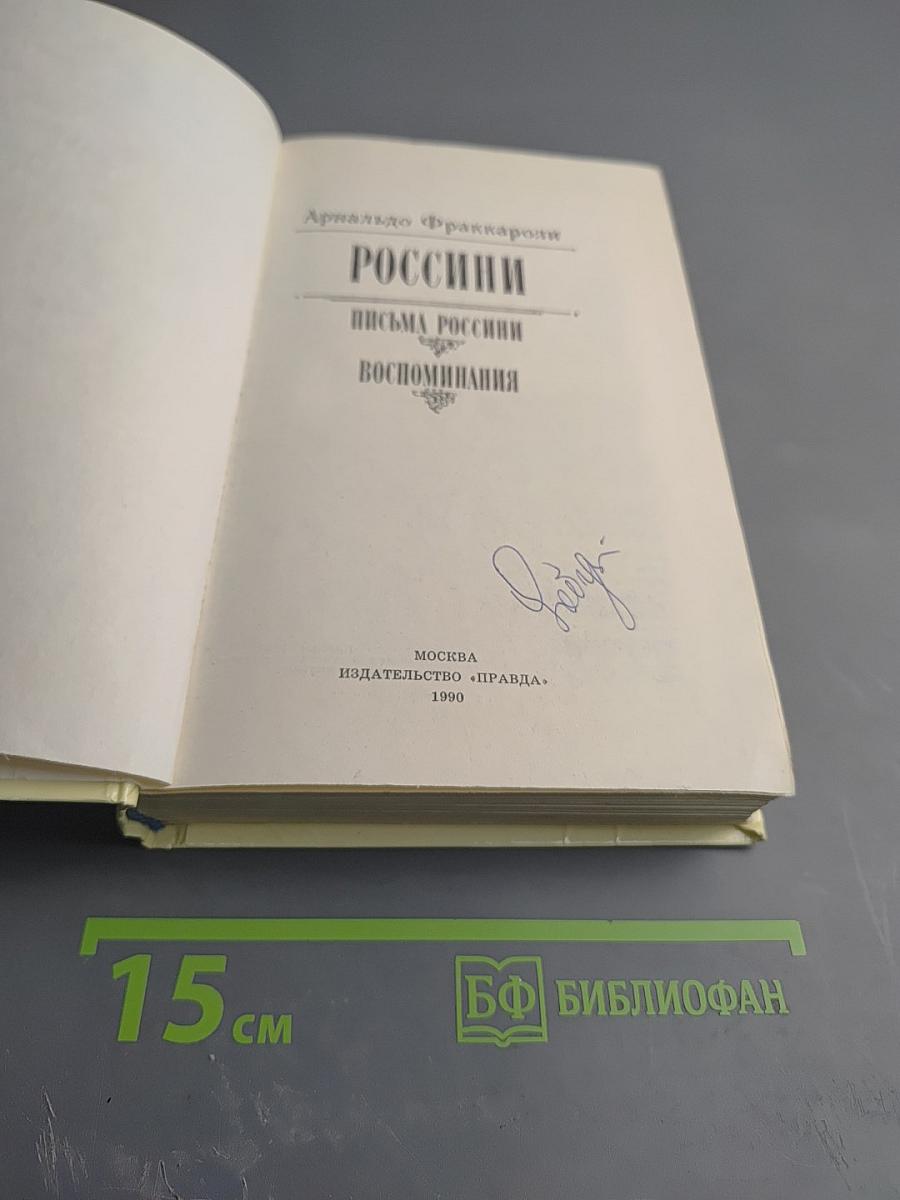 Арнальдо Фраккароли
РОССИНИ
ПИСЬМА РОССИНИ
ВОСПОМИНАНИЯ
МОСКВА
ИЗДАТЕЛЬСТВО «ПРАВДА»
1990
15 см
БФ БИБЛИОФАН